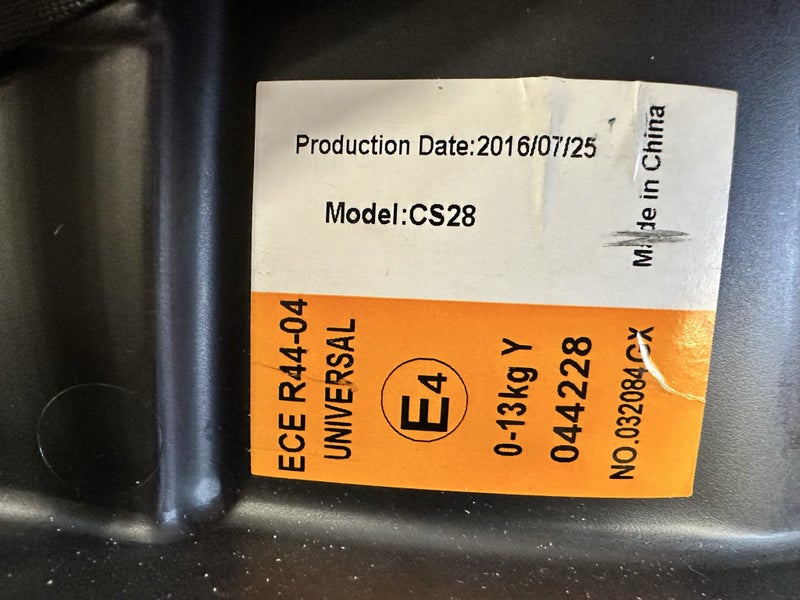 Production Date:2016/07/25
Model:CS28
Made in China
ECE R44-04
UNIVERSAL
E4
0-13kg Y
044228
NO.032084CX